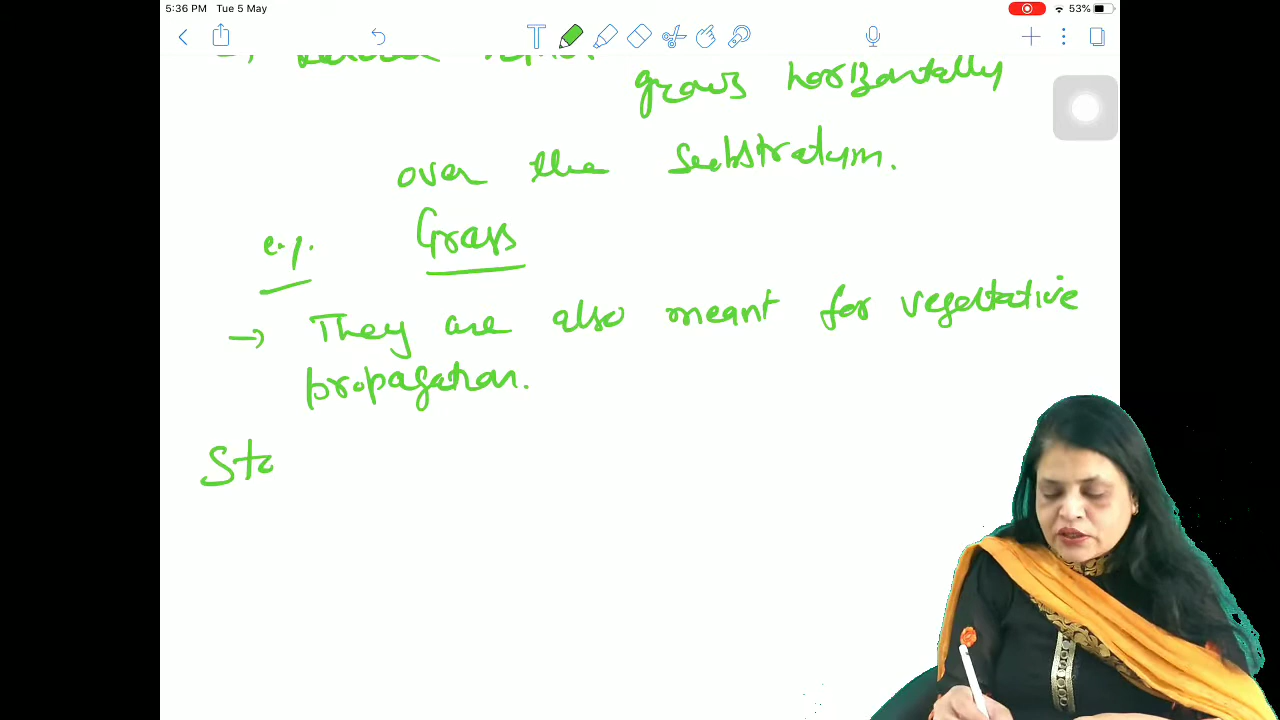 5:36 PM Tue 5 May
53%
grows horizontally
over the substratum.
e.g. Grass
→ They are also meant for vegetative
propagation.
Sto